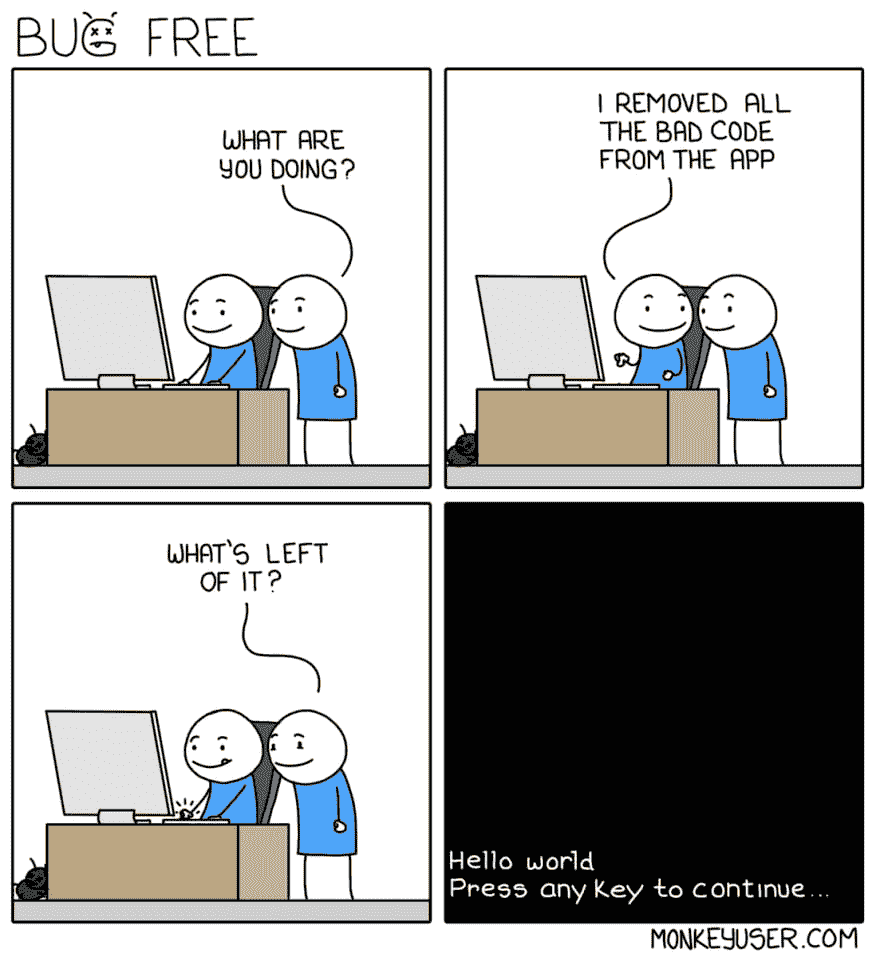 BUG FREE
WHAT ARE
YOU DOING?
I REMOVED ALL
THE BAD CODE
FROM THE APP
WHAT'S LEFT
OF IT?
Hello world
Press any key to continue...
MONKEYUSER.COM